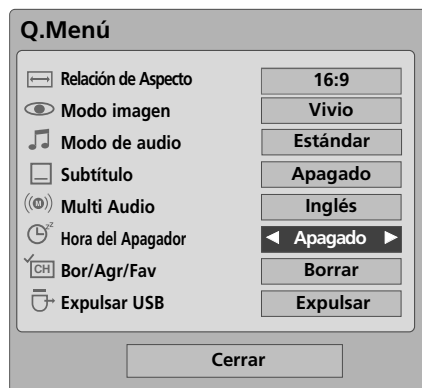 Q.Menú
Relación de Aspecto 16:9
Modo imagen Vivio
Modo de audio Estándar
Subtítulo Apagado
Multi Audio Inglés
Hora del Apagador ◄ Apagado ►
Bor/Agr/Fav Borrar
Expulsar USB Expulsar
Cerrar